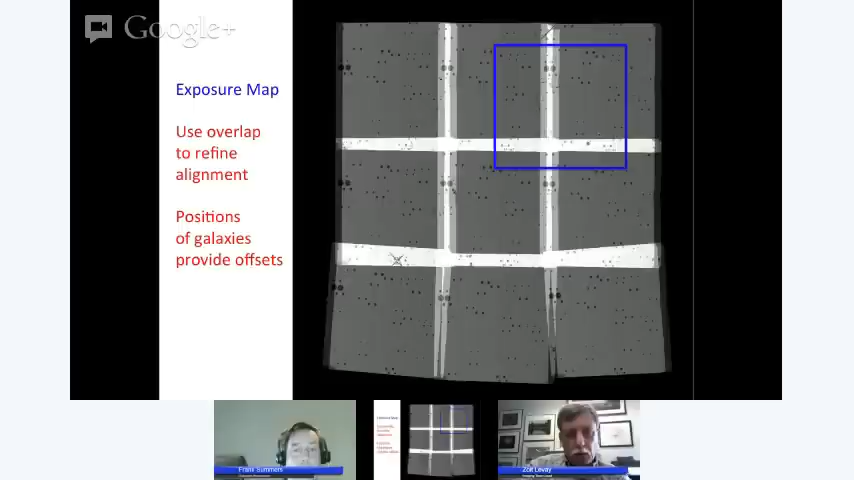 Google+
Exposure Map
Use overlap
to refine
alignment
Positions
of galaxies
provide offsets
Frank Summers
Zolt Levay